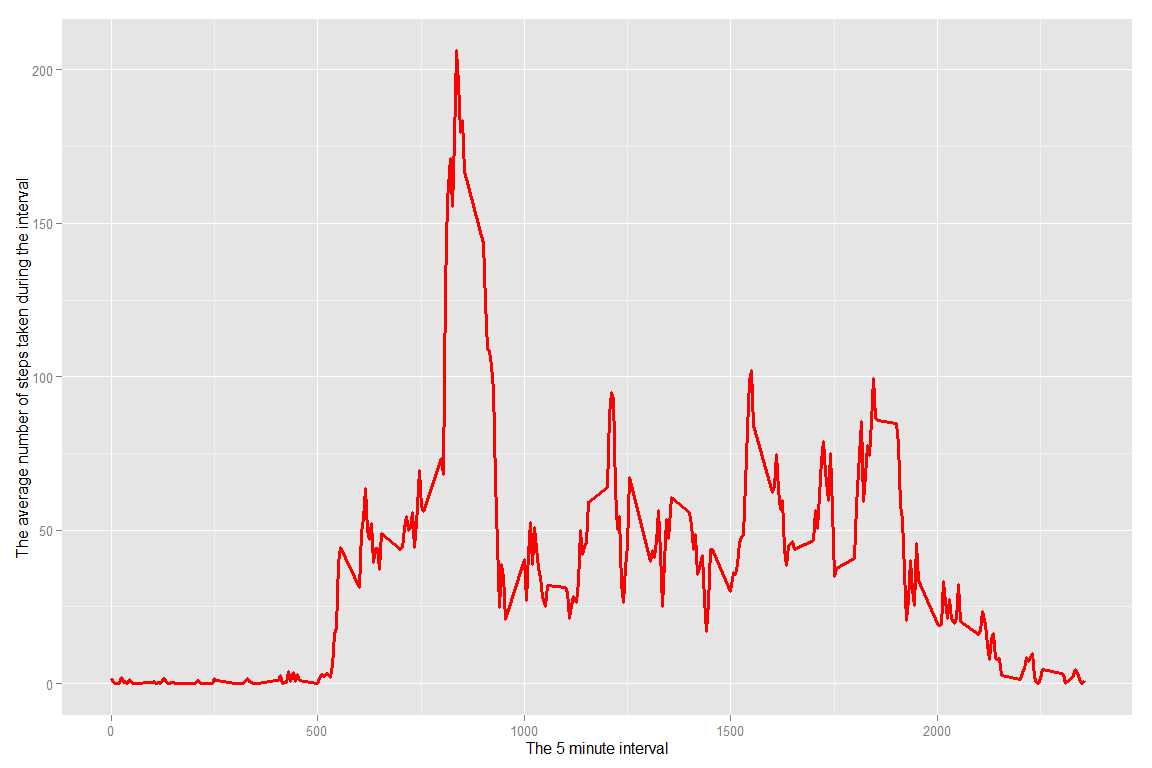 The average number of steps taken during the interval
200
150
100
50
0
0 500 1000 1500 2000
The 5 minute interval